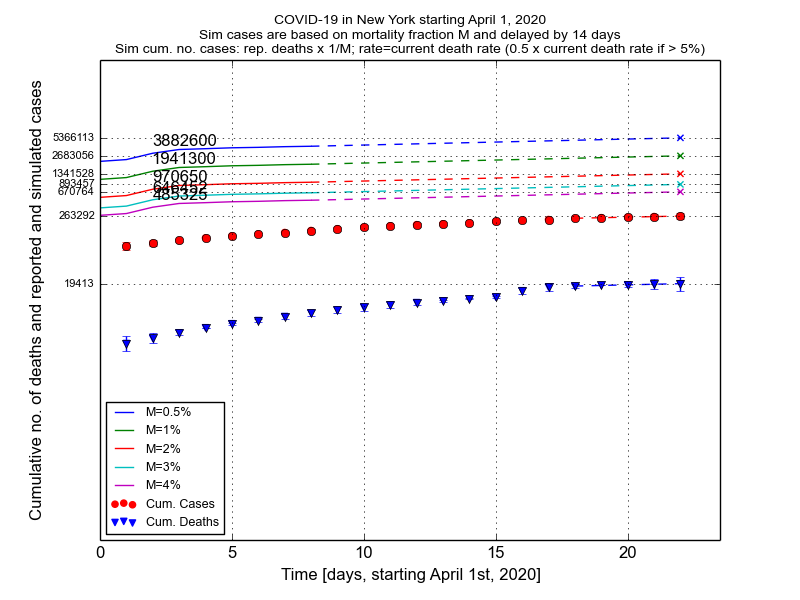 COVID-19 in New York starting April 1, 2020
Sim cases are based on mortality fraction M and delayed by 14 days
Sim cum. no. cases: rep. deaths x 1/M; rate=current death rate (0.5 x current death rate if > 5%)
Cumulative no. of deaths and reported and simulated cases
5366113
2683056
1341528
893457
670764
263292
19413
3882600
1941300
970650
485325
M=0.5%
M=1%
M=2%
M=3%
M=4%
Cum. Cases
Cum. Deaths
0 5 10 15 20
Time [days, starting April 1st, 2020]